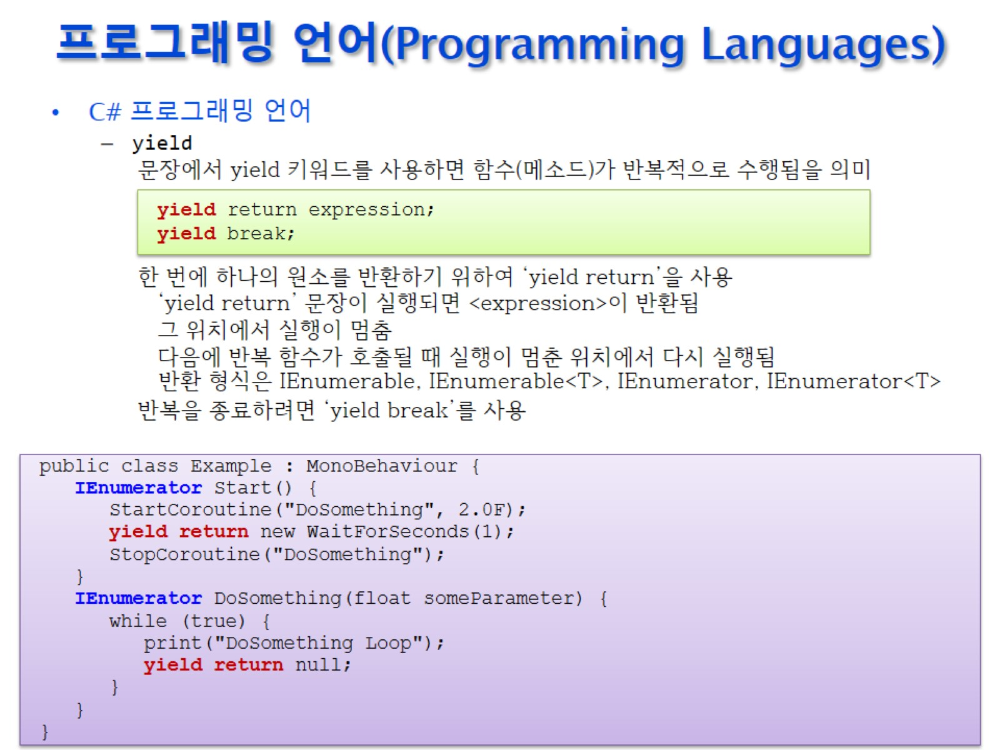 프로그래밍 언어(Programming Languages)
• C# 프로그래밍 언어
– yield
문장에서 yield 키워드를 사용하면 함수(메소드)가 반복적으로 수행됨을 의미
yield return expression;
yield break;
한 번에 하나의 원소를 반환하기 위하여 ‘yield return’을 사용
‘yield return’ 문장이 실행되면 <expression>이 반환됨
그 위치에서 실행이 멈춤
다음에 반복 함수가 호출될 때 실행이 멈춘 위치에서 다시 실행됨
반환 형식은 IEnumerable, IEnumerable<T>, IEnumerator, IEnumerator<T>
반복을 종료하려면 ‘yield break’를 사용
public class Example : MonoBehaviour {
IEnumerator Start() {
StartCoroutine("DoSomething", 2.0F);
yield return new WaitForSeconds(1);
StopCoroutine("DoSomething");
}
IEnumerator DoSomething(float someParameter) {
while (true) {
print("DoSomething Loop");
yield return null;
}
}
}